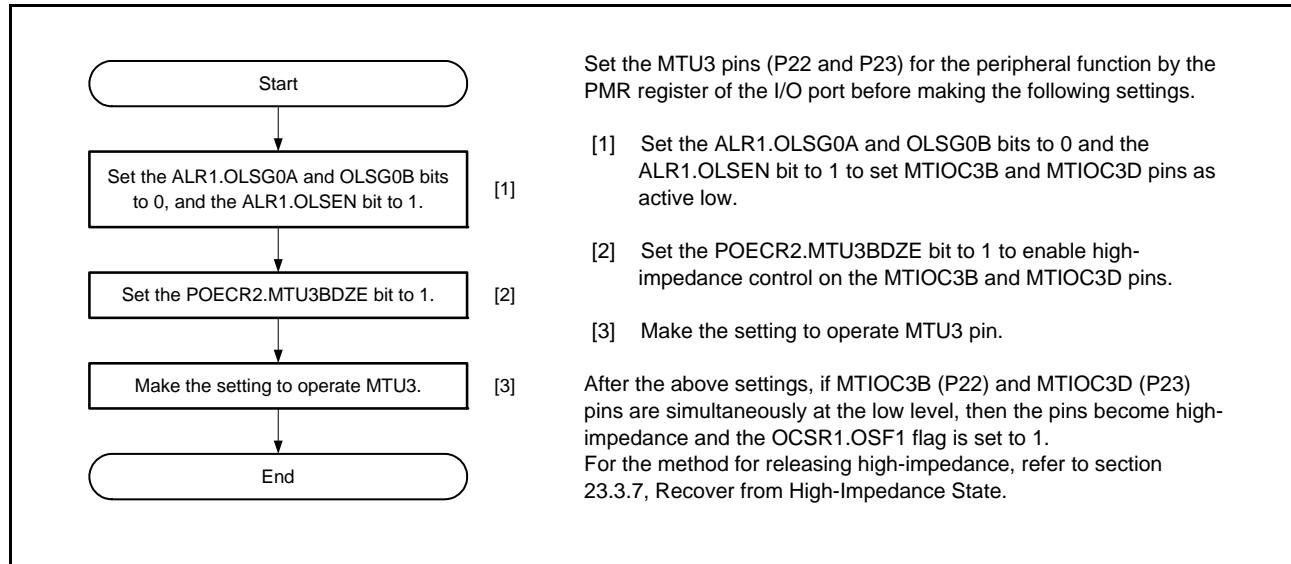 Start
Set the ALR1.OLSG0A and OLSG0B bits
to 0, and the ALR1.OLSEN bit to 1.
[1]
Set the POECR2.MTU3BDZE bit to 1.
[2]
Make the setting to operate MTU3.
[3]
End
Set the MTU3 pins (P22 and P23) for the peripheral function by the
PMR register of the I/O port before making the following settings.
[1] Set the ALR1.OLSG0A and OLSG0B bits to 0 and the
ALR1.OLSEN bit to 1 to set MTIOC3B and MTIOC3D pins as
active low.
[2] Set the POECR2.MTU3BDZE bit to 1 to enable high-
impedance control on the MTIOC3B and MTIOC3D pins.
[3] Make the setting to operate MTU3 pin.
After the above settings, if MTIOC3B (P22) and MTIOC3D (P23)
pins are simultaneously at the low level, then the pins become high-
impedance and the OCSR1.OSF1 flag is set to 1.
For the method for releasing high-impedance, refer to section
23.3.7, Recover from High-Impedance State.